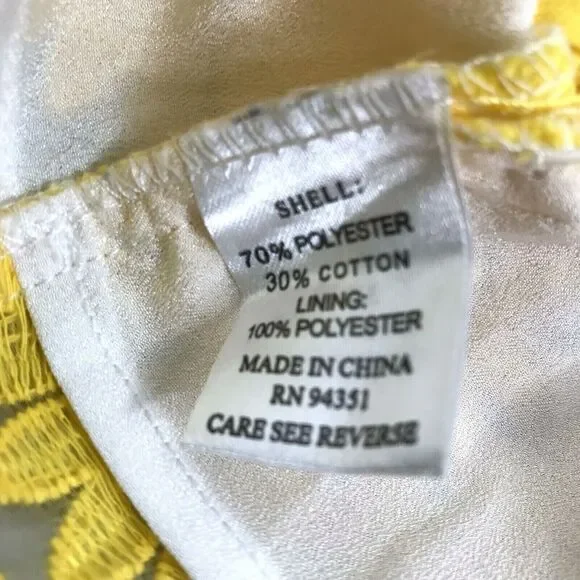 SHELL:
70% POLYESTER
30% COTTON
LINING:
100% POLYESTER
MADE IN CHINA
RN 94351
CARE SEE REVERSE